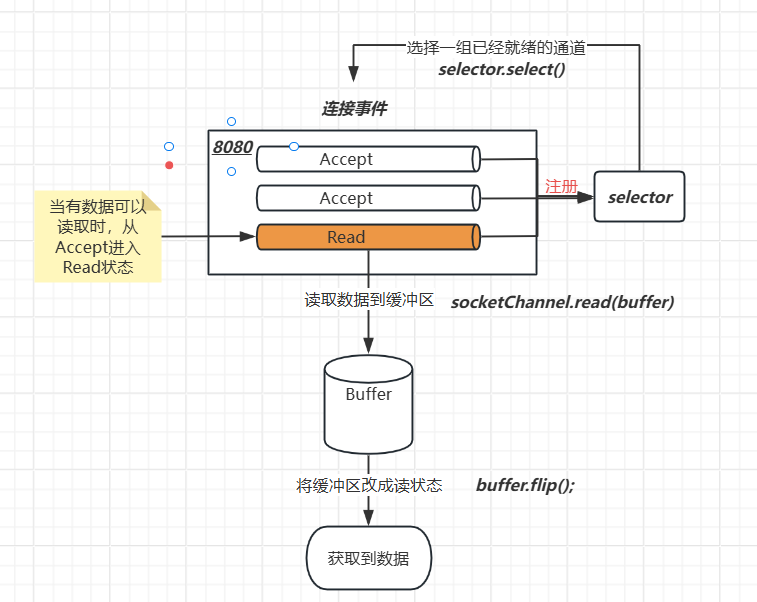 选择一组已经就绪的通道
selector.select()
连接事件
8080
Accept
Accept
Read
注册
selector
当有数据可以
读取时，从
Accept进入
Read状态
读取数据到缓冲区
socketChannel.read(buffer)
Buffer
将缓冲区改成读状态
buffer.flip();
获取到数据